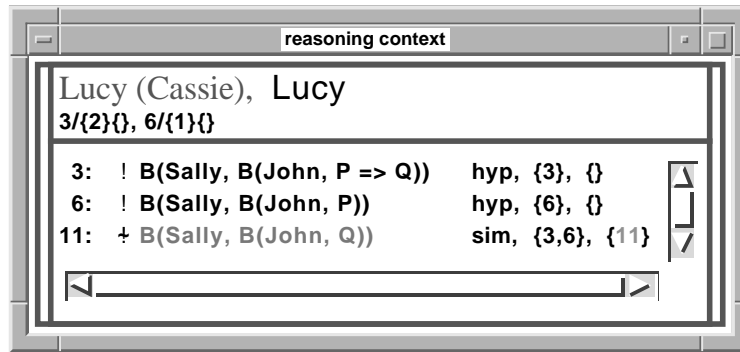 reasoning context
Lucy (Cassie), Lucy
3/{2}{}, 6/{1}{}
3: ! B(Sally, B(John, P => Q)) hyp, {3}, {}
6: ! B(Sally, B(John, P)) hyp, {6}, {}
11: ∤ B(Sally, B(John, Q)) sim, {3,6}, {11}